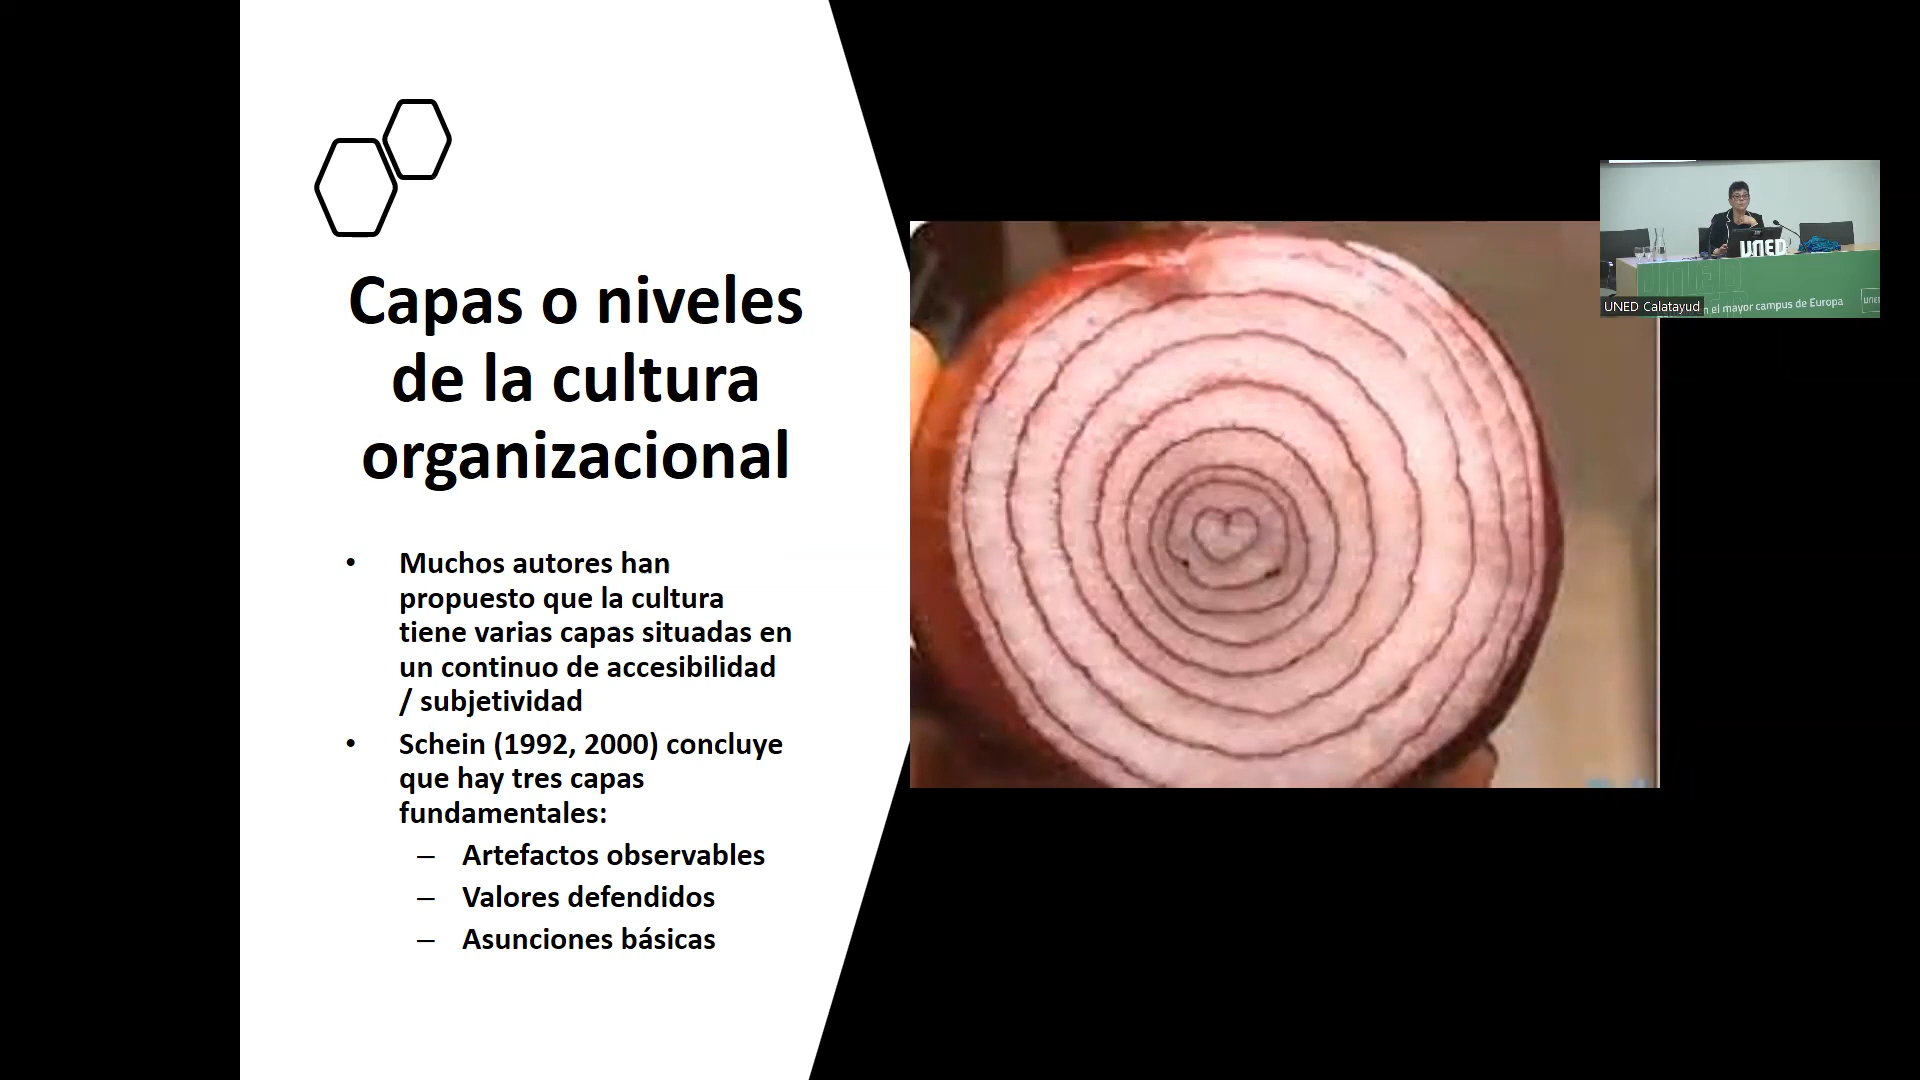 Capas o niveles
de la cultura
organizacional
• Muchos autores han
propuesto que la cultura
tiene varias capas situadas en
un continuo de accesibilidad
/ subjetividad
• Schein (1992, 2000) concluye
que hay tres capas
fundamentales:
– Artefactos observables
– Valores defendidos
– Asunciones básicas
UNED
UNED Calatayud
n el mayor campus de Europa